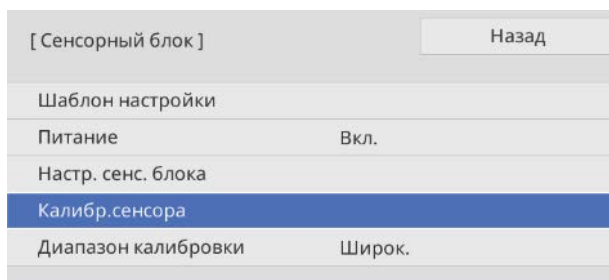 [ Сенсорный блок ] Назад
Шаблон настройки
Питание Вкл.
Настр. сенс. блока
Калибр.сенсора
Диапазон калибровки Широк.